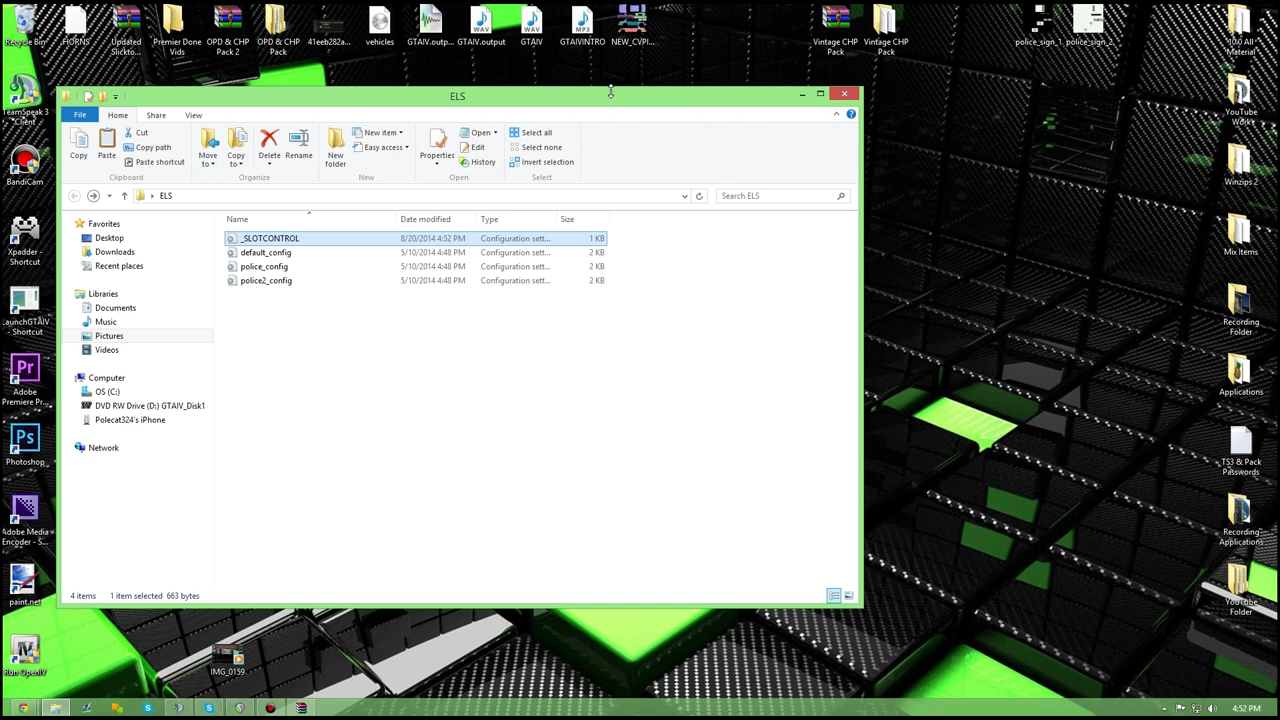 Recycle Bin
HORNS
Updated
Slickto...
Premier Done
Vids
OPD & CHP
Pack 2
OPD & CHP
Pack
41eeb282a...
vehicles
GTAIV.outp...
GTAIV.output
GTAIV
GTAIVINTRO
NEW_CVPI...
Vintage CHP
Pack
Vintage CHP
Pack
police_sign_1
police_sign_2
10.0 All
Material
TeamSpeak 3
Client
BandiCam
Xpadder -
Shortcut
LaunchGTAIV
- Shortcut
Adobe
Premiere Pr...
Photoshop
Adobe Media
Encoder - S...
paint.net
Run OpenIV
ELS
File
Home
Share
View
Copy
Paste
Cut
Copy path
Paste shortcut
Clipboard
Move
to
Copy
to
Delete
Rename
Organize
New
folder
New item
Easy access
New
Properties
Open
Edit
History
Open
Select all
Select none
Invert selection
Select
ELS
Search ELS
Favorites
Desktop
Downloads
Recent places
Libraries
Documents
Music
Pictures
Videos
Computer
OS (C:)
DVD RW Drive (D:) GTAIV_Disk1
Polecat324's iPhone
Network
Name Date modified Type Size
_SLOTCONTROL 8/20/2014 4:52 PM Configuration sett... 1 KB
default_config 5/10/2014 4:48 PM Configuration sett... 2 KB
police_config 5/10/2014 4:48 PM Configuration sett... 2 KB
police2_config 5/10/2014 4:48 PM Configuration sett... 2 KB
4 items 1 item selected 663 bytes
YouTube
Works
Winzips 2
Mix Items
Recording
Folder
Applications
TS3 & Pack
Passwords
Recording
Applications
YouTube
Folder
IMG_0159
4:52 PM